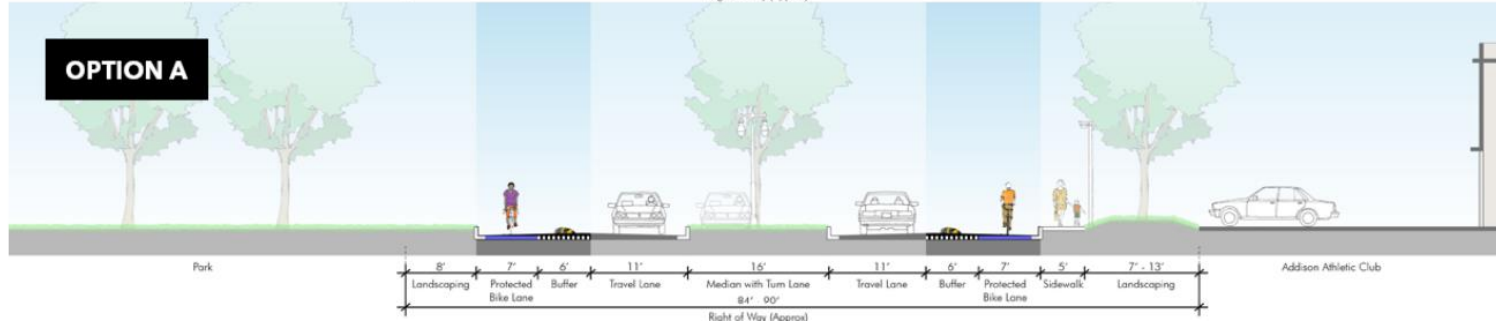 OPTION A
Park
8'
7'
6'
11'
16'
11'
6'
7'
5'
7' - 13'
Addison Athletic Club
Landscaping
Protected
Bike Lane
Buffer
Travel Lane
Median with Turn Lane
Travel Lane
Buffer
Protected
Bike Lane
Sidewalk
Landscaping
84' - 90'
Right of Way (Approx)